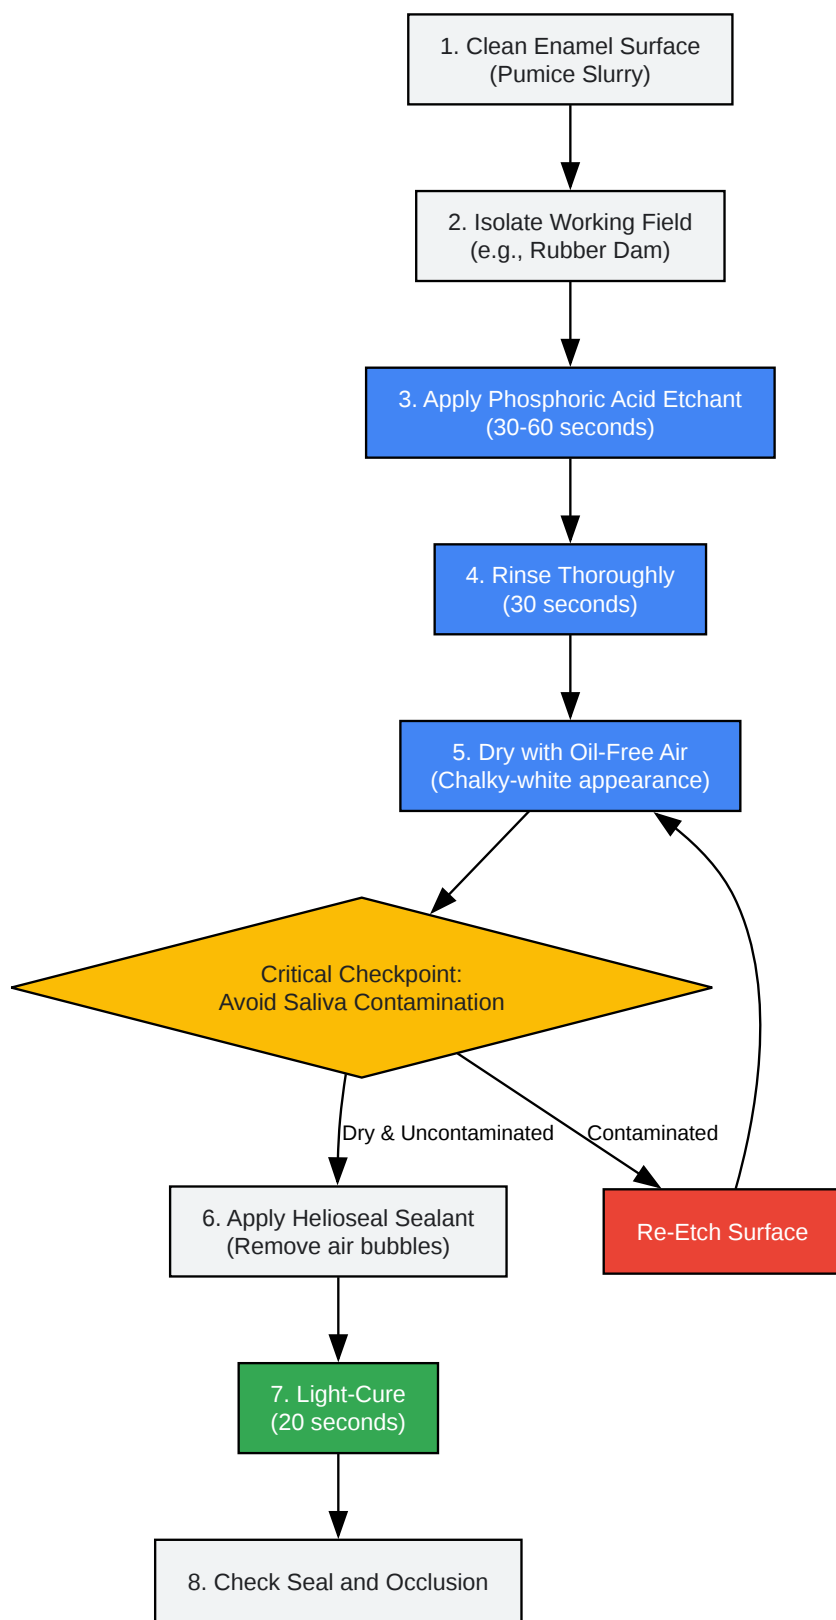 1. Clean Enamel Surface
(Pumice Slurry)
2. Isolate Working Field
(e.g., Rubber Dam)
3. Apply Phosphoric Acid Etchant
(30-60 seconds)
4. Rinse Thoroughly
(30 seconds)
5. Dry with Oil-Free Air
(Chalky-white appearance)
Critical Checkpoint:
Avoid Saliva Contamination
Dry & Uncontaminated
Contaminated
6. Apply Helioseal Sealant
(Remove air bubbles)
Re-Etch Surface
7. Light-Cure
(20 seconds)
8. Check Seal and Occlusion